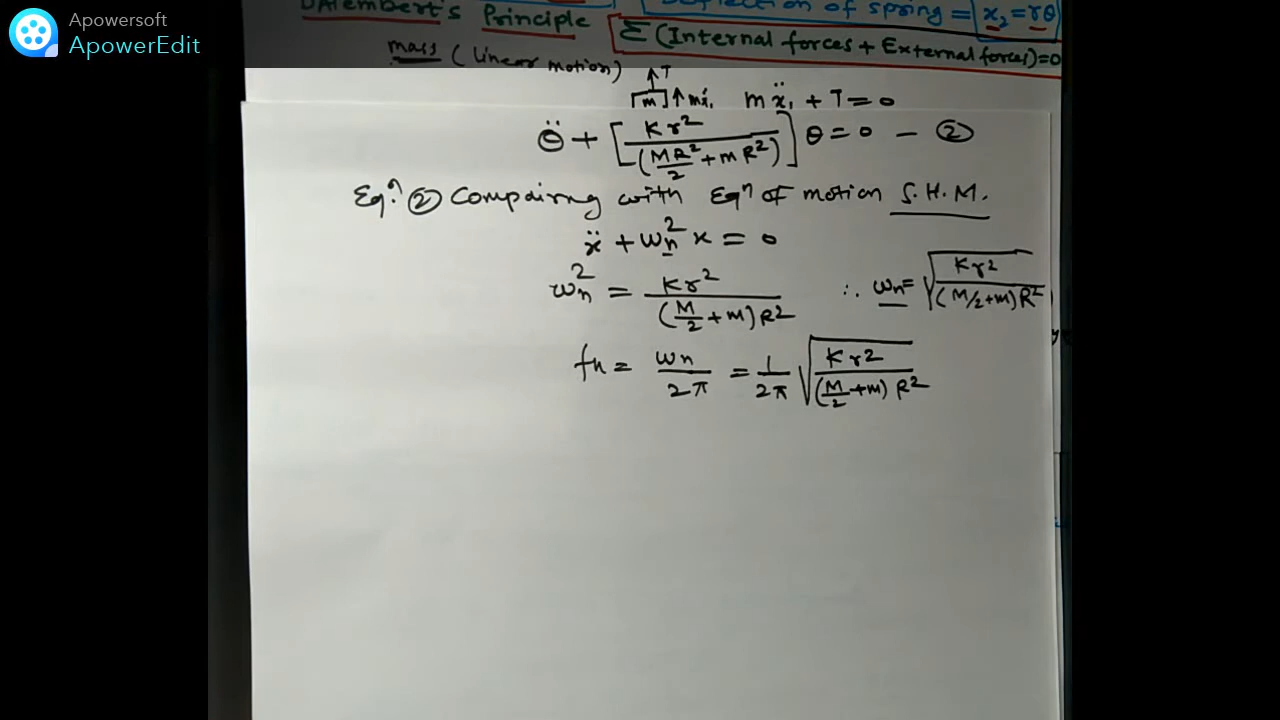 Apowersoft
ApowerEdit
D'Alembert's Principle
Deflection of spring = x₂ = rθ
Σ (Internal forces + External forces) = 0
mass (Linear motion)
T
m
mẍ₁
mẍ₁ + T = 0
θ̈ + [Kr² / (MR²/2 + mR²)] θ = 0 — ②
Eqⁿ. ② Compairng with Eqⁿ of motion S.H.M.
ẍ + ωn² x = 0
ωn² = Kr² / (M/2 + m) R² ∴ ωn = √(Kr² / (M/2 + m) R²)
fn = ωn / 2π = 1/2π √(Kr² / (M/2 + m) R²)